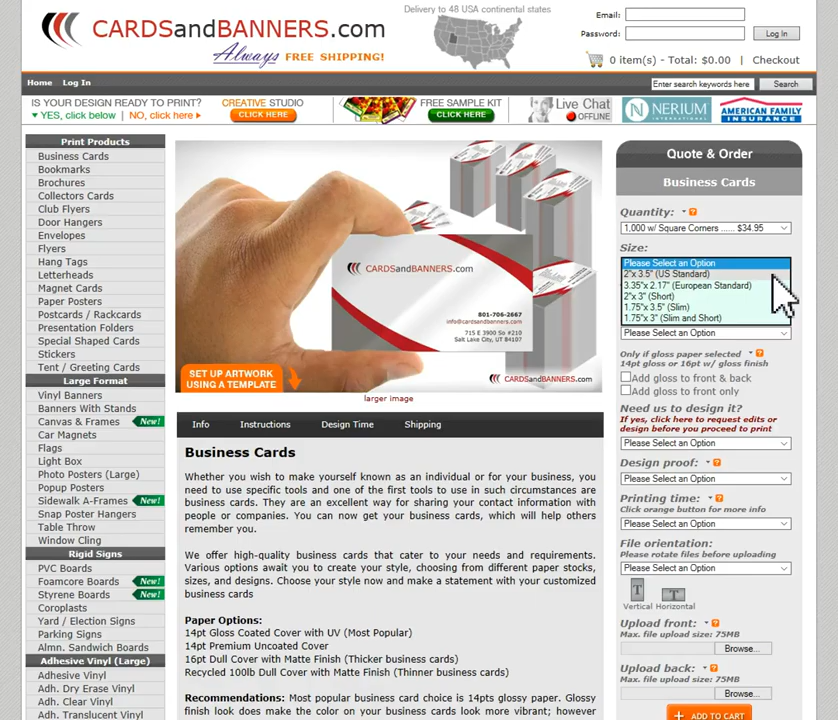 CARDSandBANNERS.com
Always FREE SHIPPING!
Delivery to 48 USA continental states
Email:
Password:
Log In
0 item(s) - Total: $0.00 | Checkout
Home Log In
Enter search keywords here
Search
IS YOUR DESIGN READY TO PRINT?
▼YES, click below | NO, click here▶
CREATIVE STUDIO
CLICK HERE
FREE SAMPLE KIT
CLICK HERE
Live Chat
OFFLINE
NERIUM
INTERNATIONAL
AMERICAN FAMILY
INSURANCE
Print Products
Business Cards
Bookmarks
Brochures
Collectors Cards
Club Flyers
Door Hangers
Envelopes
Flyers
Hang Tags
Letterheads
Magnet Cards
Paper Posters
Postcards / Rackcards
Presentation Folders
Special Shaped Cards
Stickers
Tent / Greeting Cards
Large Format
Vinyl Banners
Banners With Stands
Canvas & Frames New!
Car Magnets
Flags
Light Box
Photo Posters (Large)
Popup Posters
Sidewalk A-Frames New!
Snap Poster Hangers
Table Throw
Window Cling
Rigid Signs
PVC Boards
Foamcore Boards New!
Styrene Boards New!
Coroplasts
Yard / Election Signs
Parking Signs
Almn. Sandwich Boards
Adhesive Vinyl (Large)
Adhesive Vinyl
Adh. Dry Erase Vinyl
Adh. Clear Vinyl
Adh. Translucent Vinyl
CARDSandBANNERS.com
801-706-2667
info@cardsandbanners.com
715 E 3900 So #210
Salt Lake City, UT 84107
SET UP ARTWORK
USING A TEMPLATE
CARDSandBANNERS.com
larger image
Info Instructions Design Time Shipping
Business Cards
Whether you wish to make yourself known as an individual or for your business, you
need to use specific tools and one of the first tools to use in such circumstances are
business cards. They are an excellent way for sharing your contact information with
people or companies. You can now get your business cards, which will help others
remember you.
We offer high-quality business cards that cater to your needs and requirements.
Various options await you to create your style, choosing from different paper stocks,
sizes, and designs. Choose your style now and make a statement with your customized
business cards
Paper Options:
14pt Gloss Coated Cover with UV (Most Popular)
14pt Premium Uncoated Cover
16pt Dull Cover with Matte Finish (Thicker business cards)
Recycled 100lb Dull Cover with Matte Finish (Thinner business cards)
Recommendations: Most popular business card choice is 14pts glossy paper. Glossy
finish look does make the color on your business cards look more vibrant; however
Quote & Order
Business Cards
Quantity: ?
1,000 w/ Square Corners ...... $34.95
Size:
Please Select an Option
2"x 3.5" (US Standard)
3.35"x 2.17" (European Standard)
2"x 3" (Short)
1.75"x 3.5" (Slim)
1.75"x 3" (Slim and Short)
Please Select an Option
Only if gloss paper selected ?
14pt gloss or 16pt w/ gloss finish
Add gloss to front & back
Add gloss to front only
Need us to design it?
If yes, click here to request edits or
design before you proceed to print
Please Select an Option
Design proof: ?
Please Select an Option
Printing time: ?
Click orange button for more info
Please Select an Option
File orientation:
Please rotate files before uploading
Please Select an Option
T T
Vertical Horizontal
Upload front: ?
Max. file upload size: 75MB
Browse...
Upload back: ?
Max. file upload size: 75MB
Browse...
+ ADD TO CART